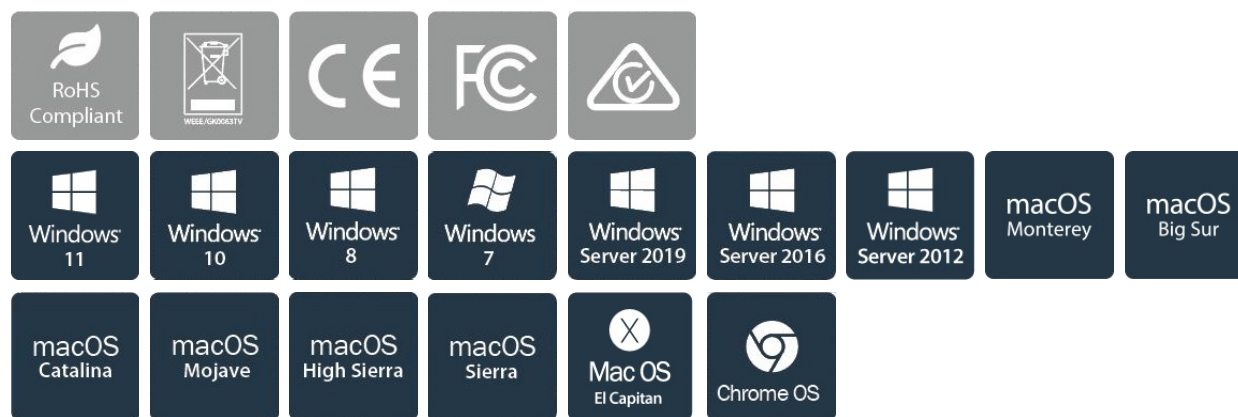 RoHS
Compliant
WEEE/GK0063TV
CE
FC
Windows
11
Windows
10
Windows
8
Windows
7
Windows
Server 2019
Windows
Server 2016
Windows
Server 2012
macOS
Monterey
macOS
Big Sur
macOS
Catalina
macOS
Mojave
macOS
High Sierra
macOS
Sierra
X
Mac OS
El Capitan
Chrome OS